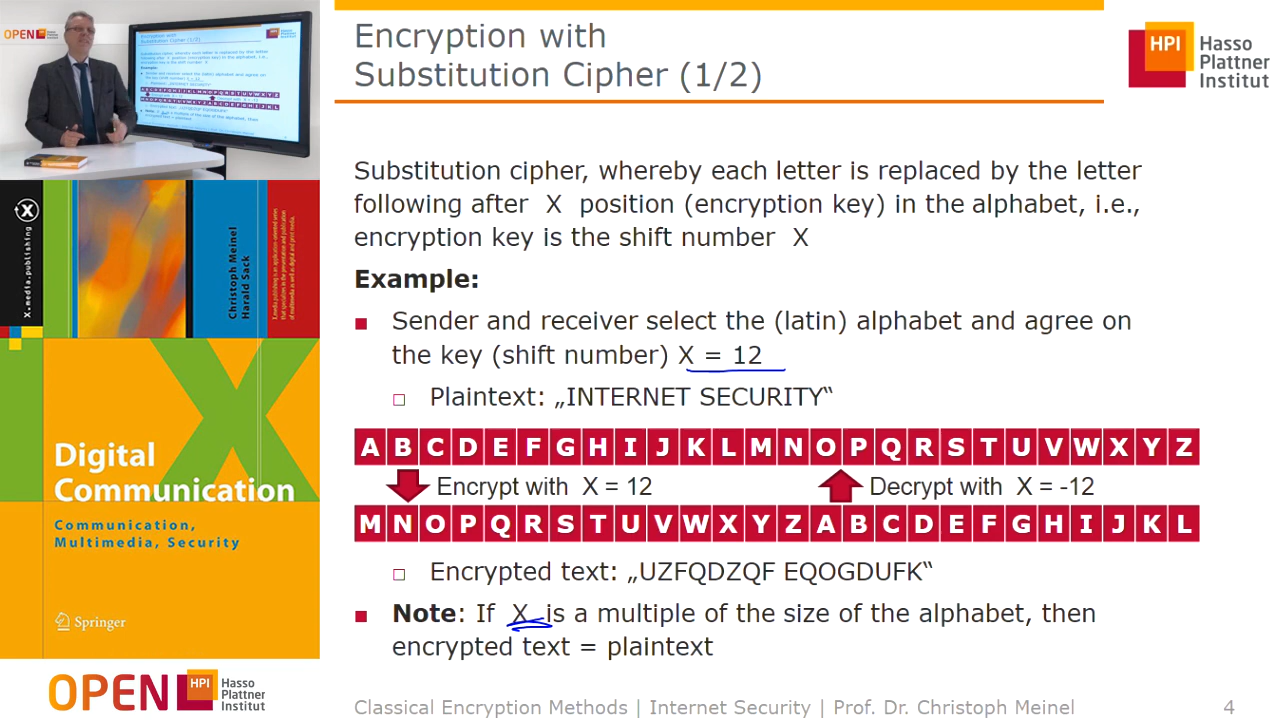 Encryption with
Substitution Cipher (1/2)
HPI
Hasso
Plattner
Institut
Substitution cipher, whereby each letter is replaced by the letter
following after X position (encryption key) in the alphabet, i.e.,
encryption key is the shift number X
Example:
■ Sender and receiver select the (latin) alphabet and agree on
the key (shift number) X = 12
□ Plaintext: „INTERNET SECURITY“
A B C D E F G H I J K L M N O P Q R S T U V W X Y Z
Encrypt with X = 12
Decrypt with X = -12
M N O P Q R S T U V W X Y Z A B C D E F G H I J K L
□ Encrypted text: „UZFQDZQF EQOGDUFK“
■ Note: If X is a multiple of the size of the alphabet, then
encrypted text = plaintext
X.media.publishing
Christoph Meinel
Harald Sack
Digital
Communication
Communication,
Multimedia, Security
Springer
OPEN HPI
Hasso
Plattner
Institut
Classical Encryption Methods | Internet Security | Prof. Dr. Christoph Meinel
4